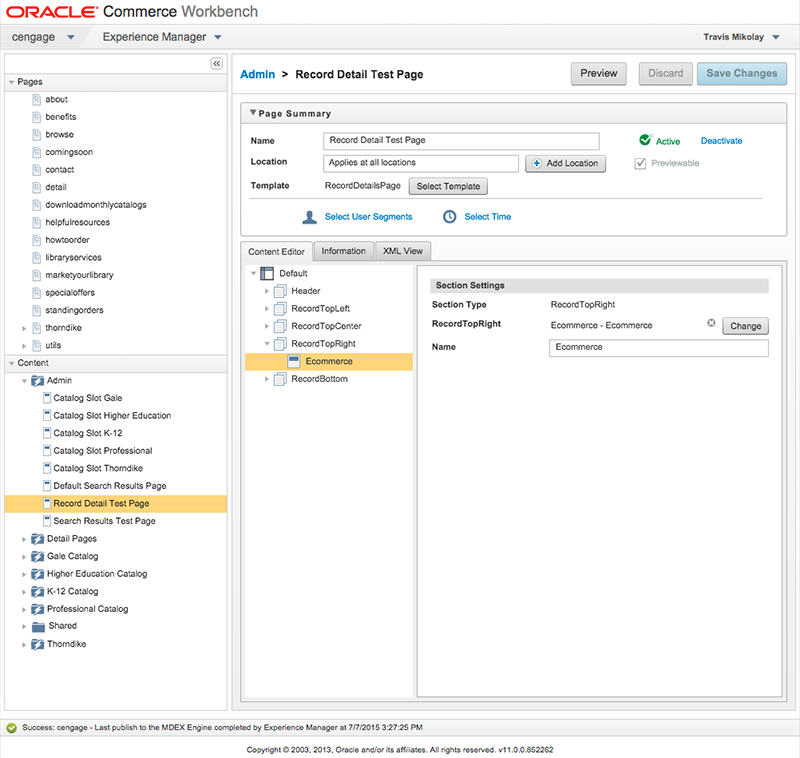 ORACLE Commerce Workbench
cengage Experience Manager Travis Mikolay
Pages
about
benefits
browse
comingsoon
contact
detail
downloadmonthlycatalogs
helpfulresources
howtoorder
libraryservices
marketyourlibrary
specialoffers
standingorders
thorndike
utils
Content
Admin
Catalog Slot Gale
Catalog Slot Higher Education
Catalog Slot K-12
Catalog Slot Professional
Catalog Slot Thorndike
Default Search Results Page
Record Detail Test Page
Search Results Test Page
Detail Pages
Gale Catalog
Higher Education Catalog
K-12 Catalog
Professional Catalog
Shared
Thorndike
Admin > Record Detail Test Page Preview Discard Save Changes
Page Summary
Name Record Detail Test Page Active Deactivate
Location Applies at all locations Add Location Previewable
Template RecordDetailsPage Select Template
Select User Segments Select Time
Content Editor Information XML View
Default
Header
RecordTopLeft
RecordTopCenter
RecordTopRight
Ecommerce
RecordBottom
Section Settings
Section Type RecordTopRight
RecordTopRight Ecommerce - Ecommerce Change
Name Ecommerce
Success: cengage - Last publish to the MDEX Engine completed by Experience Manager at 7/7/2015 3:27:25 PM
Copyright © 2003, 2013, Oracle and/or its affiliates. All rights reserved. v11.0.0.852262